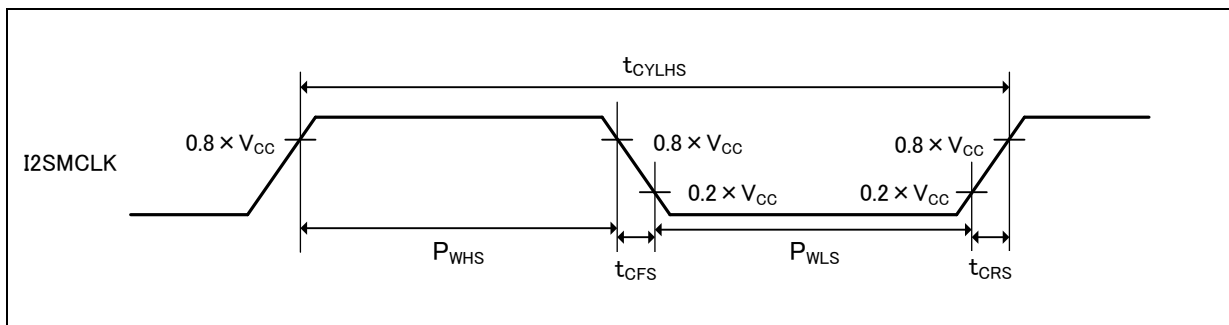 tCYLHS
0.8 × VCC
0.8 × VCC
0.8 × VCC
I2SMCLK
0.2 × VCC
0.2 × VCC
PWHS
tCFS
PWLS
tCRS